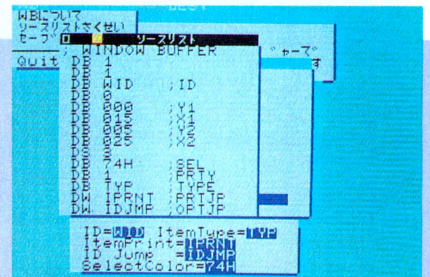 WBについて
ソースリストさくせい
セーブ
Quit
ソースリスト
; WINDOW BUFFER
DB 1
DB 1
DB WID ;ID
DB 0
DB 000 ;Y1
DB 015 ;X1
DB 005 ;Y2
DB 025 ;X2
DS 3
DB 74H ;SEL
DB 1 ;PRTY
DB TYP ;TYPE
DW IPRNT ;PRTJP
DW IDJMP ;OPTJP
ID=WID ItemType=TYP
ItemPrint=IPRNT
ID Jump =IDJMP
SelectColor=74H